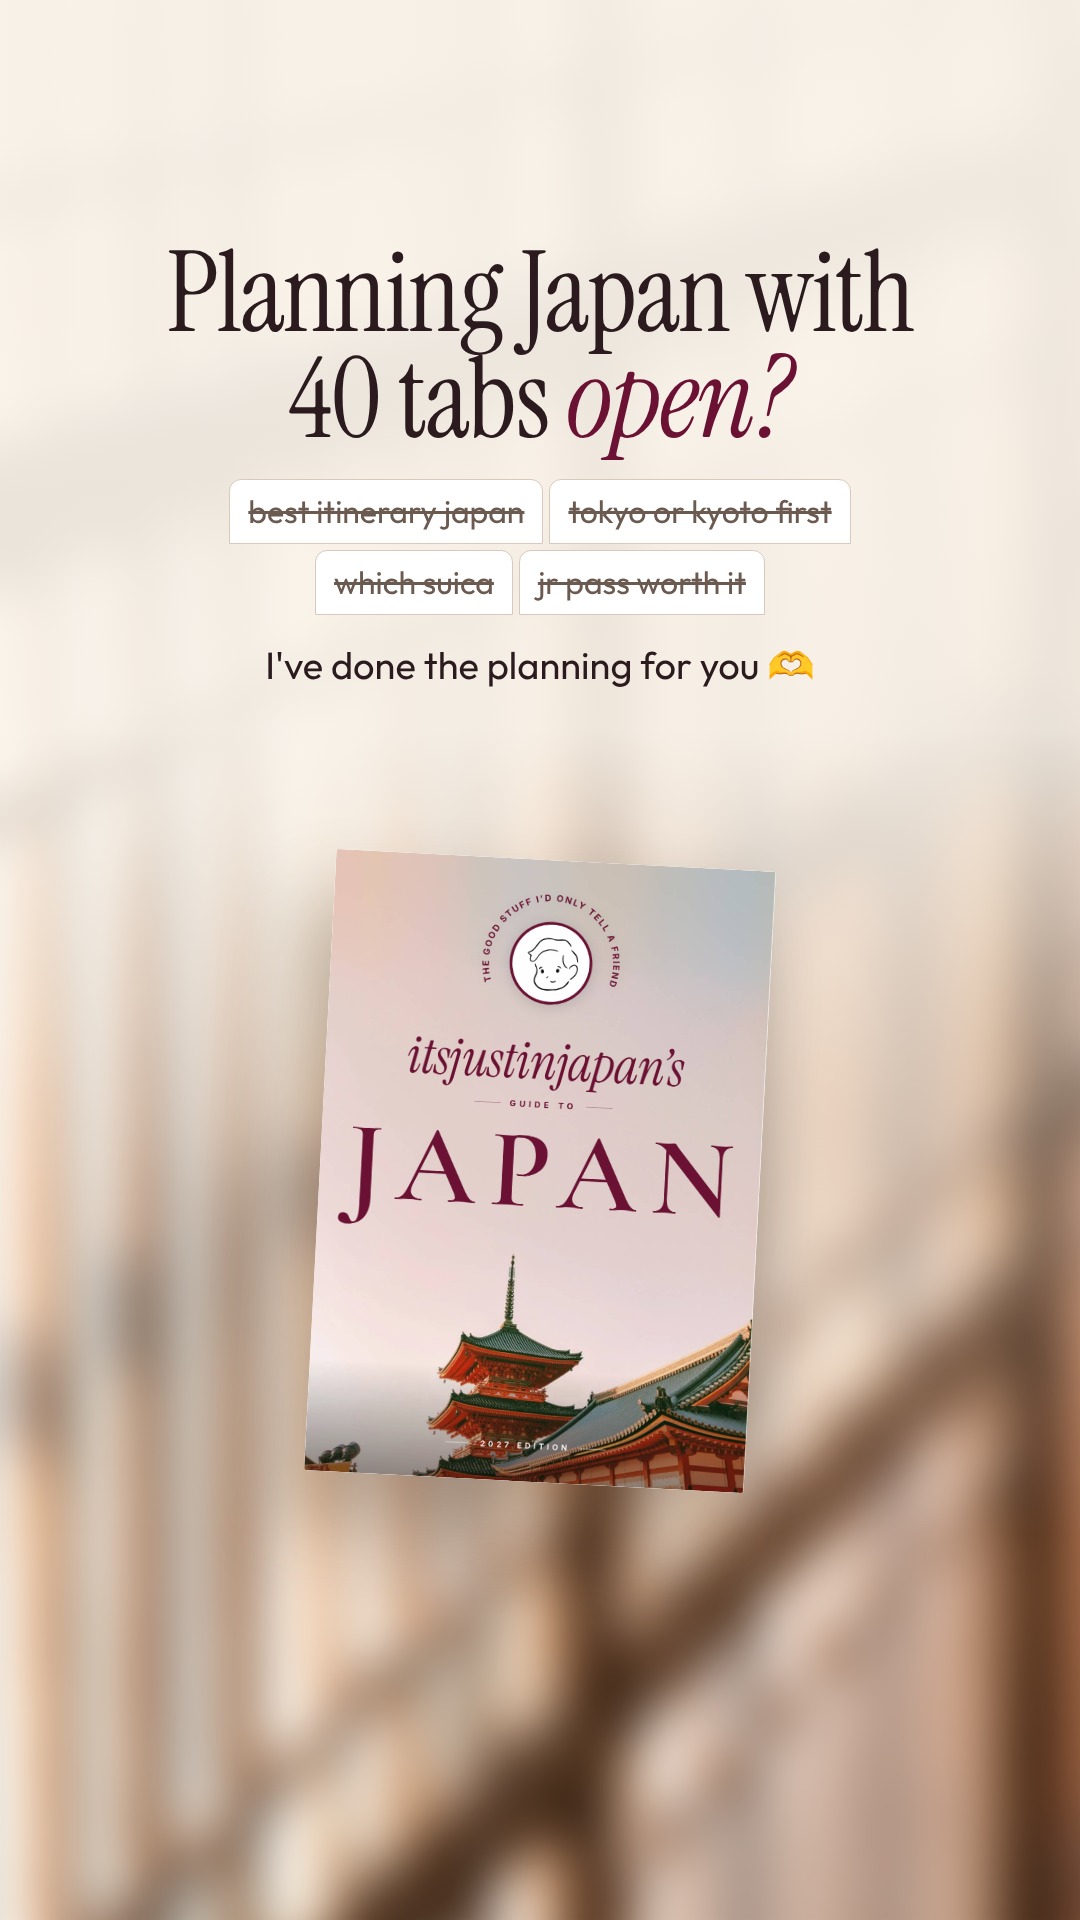 Planning Japan with
40 tabs open?
best itinerary japan
tokyo or kyoto first
which suica
jr pass worth it
I've done the planning for you 🫶
THE GOOD STUFF I'D ONLY TELL A FRIEND
itsjustinjapan's
GUIDE TO
JAPAN
2027 EDITION